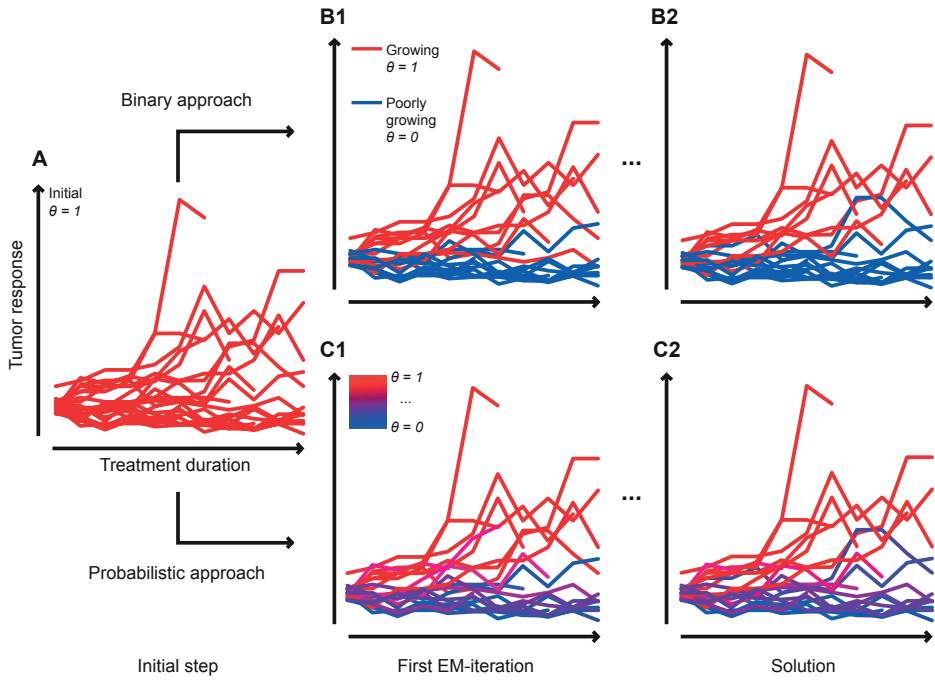 B1
B2
Growing
θ = 1
Poorly
growing
θ = 0
Binary approach
...
A
Initial
θ = 1
Tumor response
Treatment duration
C1
C2
θ = 1
...
θ = 0
...
Probabilistic approach
Initial step
First EM-iteration
Solution